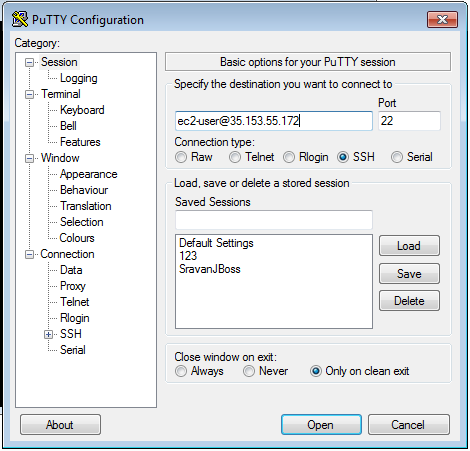 PuTTY Configuration
Category:
Session
Logging
Terminal
Keyboard
Bell
Features
Window
Appearance
Behaviour
Translation
Selection
Colours
Connection
Data
Proxy
Telnet
Rlogin
SSH
Serial
Basic options for your PuTTY session
Specify the destination you want to connect to
Port
ec2-user@35.153.55.172 22
Connection type:
Raw Telnet Rlogin SSH Serial
Load, save or delete a stored session
Saved Sessions
Default Settings
123
SravanJBoss
Load
Save
Delete
Close window on exit:
Always Never Only on clean exit
About Open Cancel